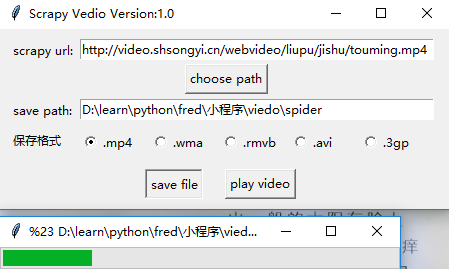 Scrapy Vedio Version:1.0
scrapy url: http://video.shsongyi.cn/webvideo/liupu/jishu/touming.mp4
choose path
save path: D:\learn\python\fred\小程序\viedo\spider
保存格式 .mp4 .wma .rmvb .avi .3gp
save file play video
%23 D:\learn\python\fred\小程序\vied...
痒